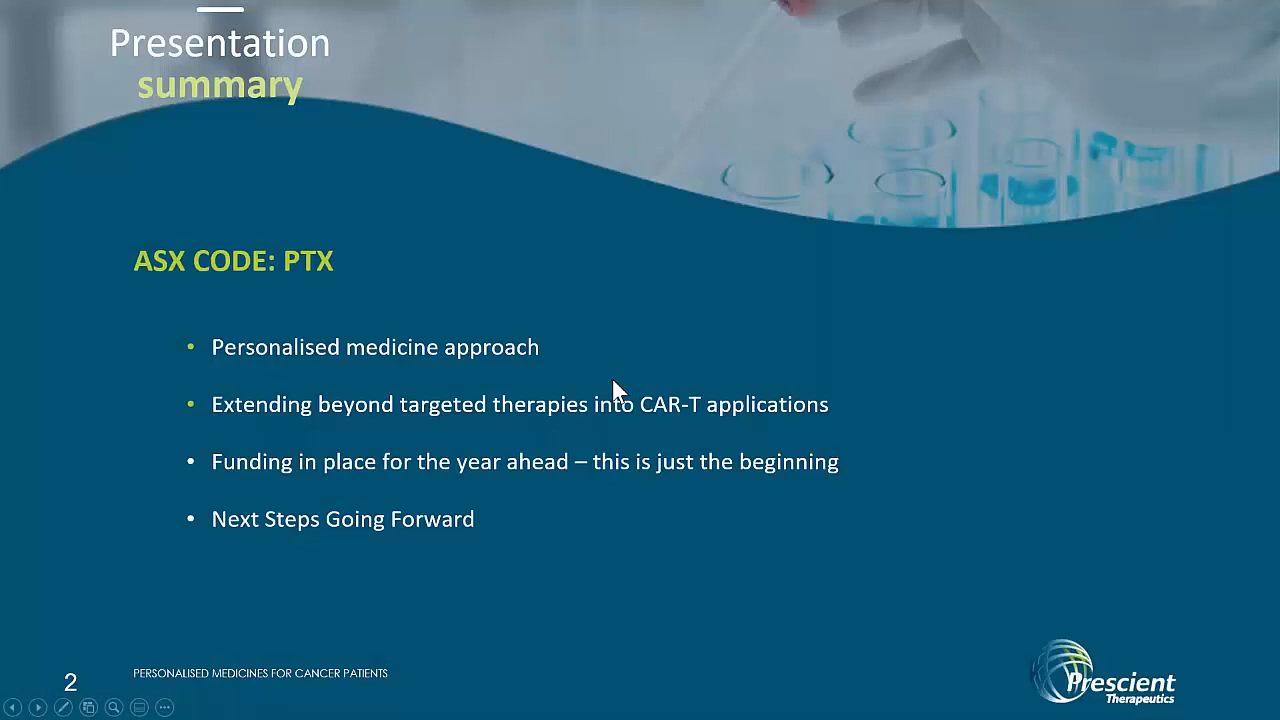 Presentation
summary
ASX CODE: PTX
• Personalised medicine approach
• Extending beyond targeted therapies into CAR-T applications
• Funding in place for the year ahead – this is just the beginning
• Next Steps Going Forward
2
PERSONALISED MEDICINES FOR CANCER PATIENTS
Prescient
Therapeutics